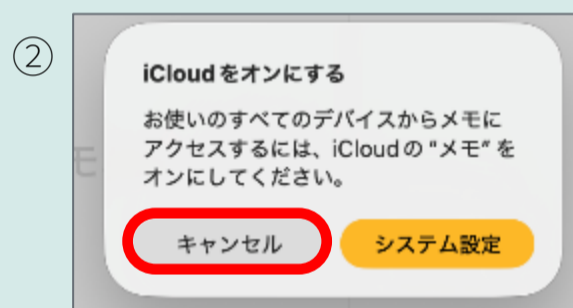 ②
iCloudをオンにする
お使いのすべてのデバイスからメモに
アクセスするには、iCloudの"メモ"を
オンにしてください。
モ
キャンセル
システム設定